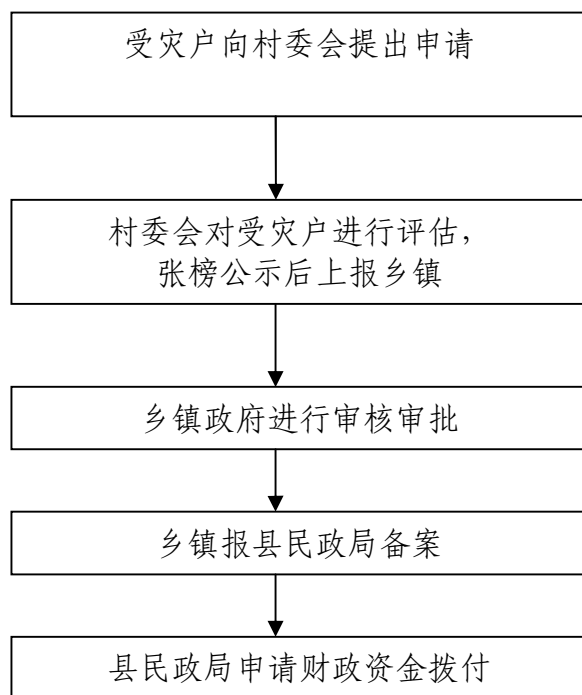 受灾户向村委会提出申请
村委会对受灾户进行评估，
张榜公示后上报乡镇
乡镇政府进行审核审批
乡镇报县民政局备案
县民政局申请财政资金拨付